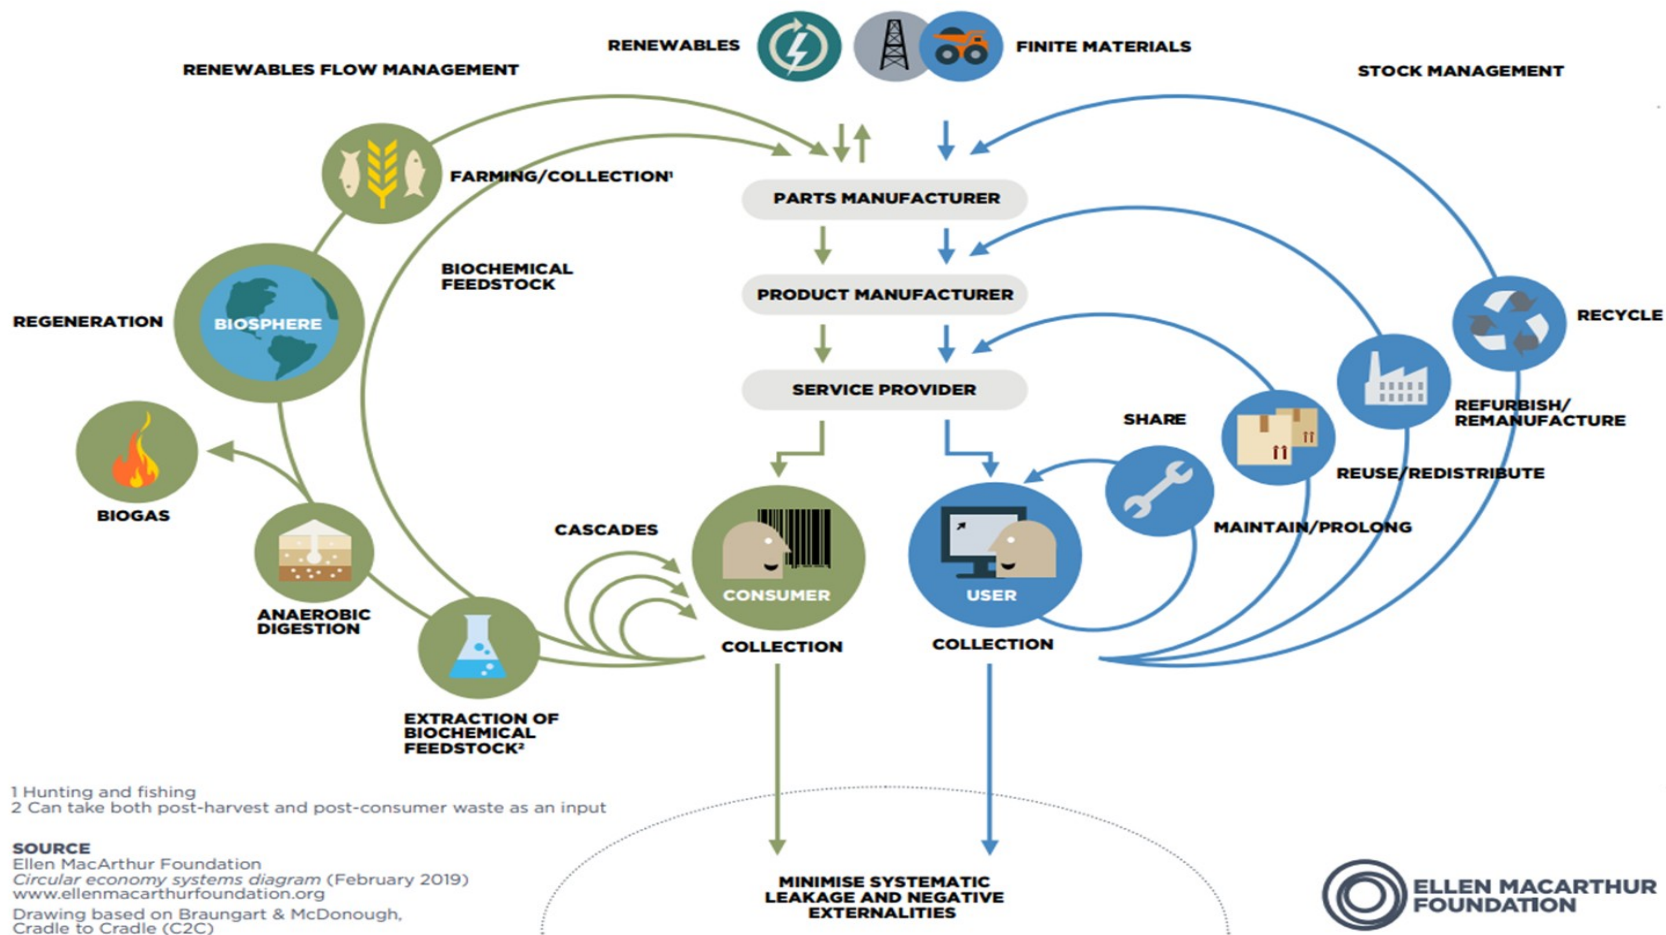 RENEWABLES
FINITE MATERIALS
RENEWABLES FLOW MANAGEMENT
STOCK MANAGEMENT
FARMING/COLLECTION¹
PARTS MANUFACTURER
BIOCHEMICAL
FEEDSTOCK
PRODUCT MANUFACTURER
REGENERATION
BIOSPHERE
RECYCLE
SERVICE PROVIDER
SHARE
REFURBISH/
REMANUFACTURE
REUSE/REDISTRIBUTE
BIOGAS
CASCADES
MAINTAIN/PROLONG
CONSUMER
USER
ANAEROBIC
DIGESTION
COLLECTION
COLLECTION
EXTRACTION OF
BIOCHEMICAL
FEEDSTOCK²
1 Hunting and fishing
2 Can take both post-harvest and post-consumer waste as an input
SOURCE
Ellen MacArthur Foundation
Circular economy systems diagram (February 2019)
www.ellenmacarthurfoundation.org
Drawing based on Braungart & McDonough,
Cradle to Cradle (C2C)
MINIMISE SYSTEMATIC
LEAKAGE AND NEGATIVE
EXTERNALITIES
ELLEN MACARTHUR
FOUNDATION